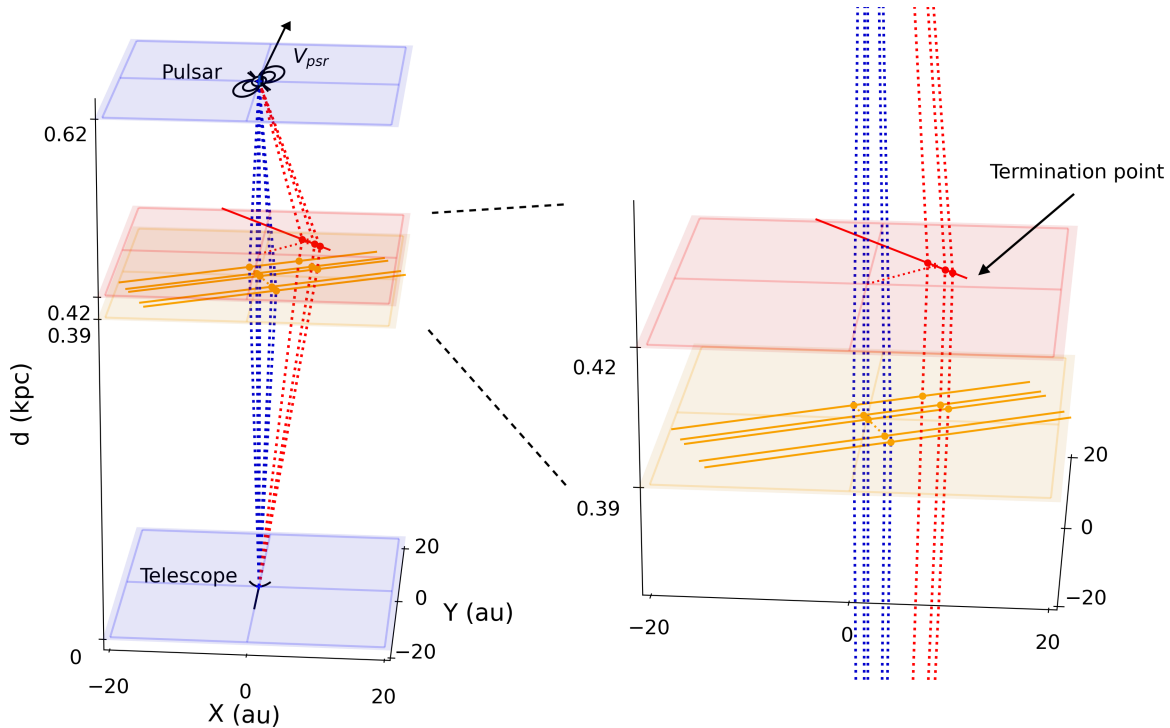 Pulsar
V_psr
0.62
0.42
0.39
d (kpc)
Telescope
0
−20
0
20
X (au)
20
0
−20
Y (au)
Termination point
0.42
0.39
−20
0
20
20
0
−20